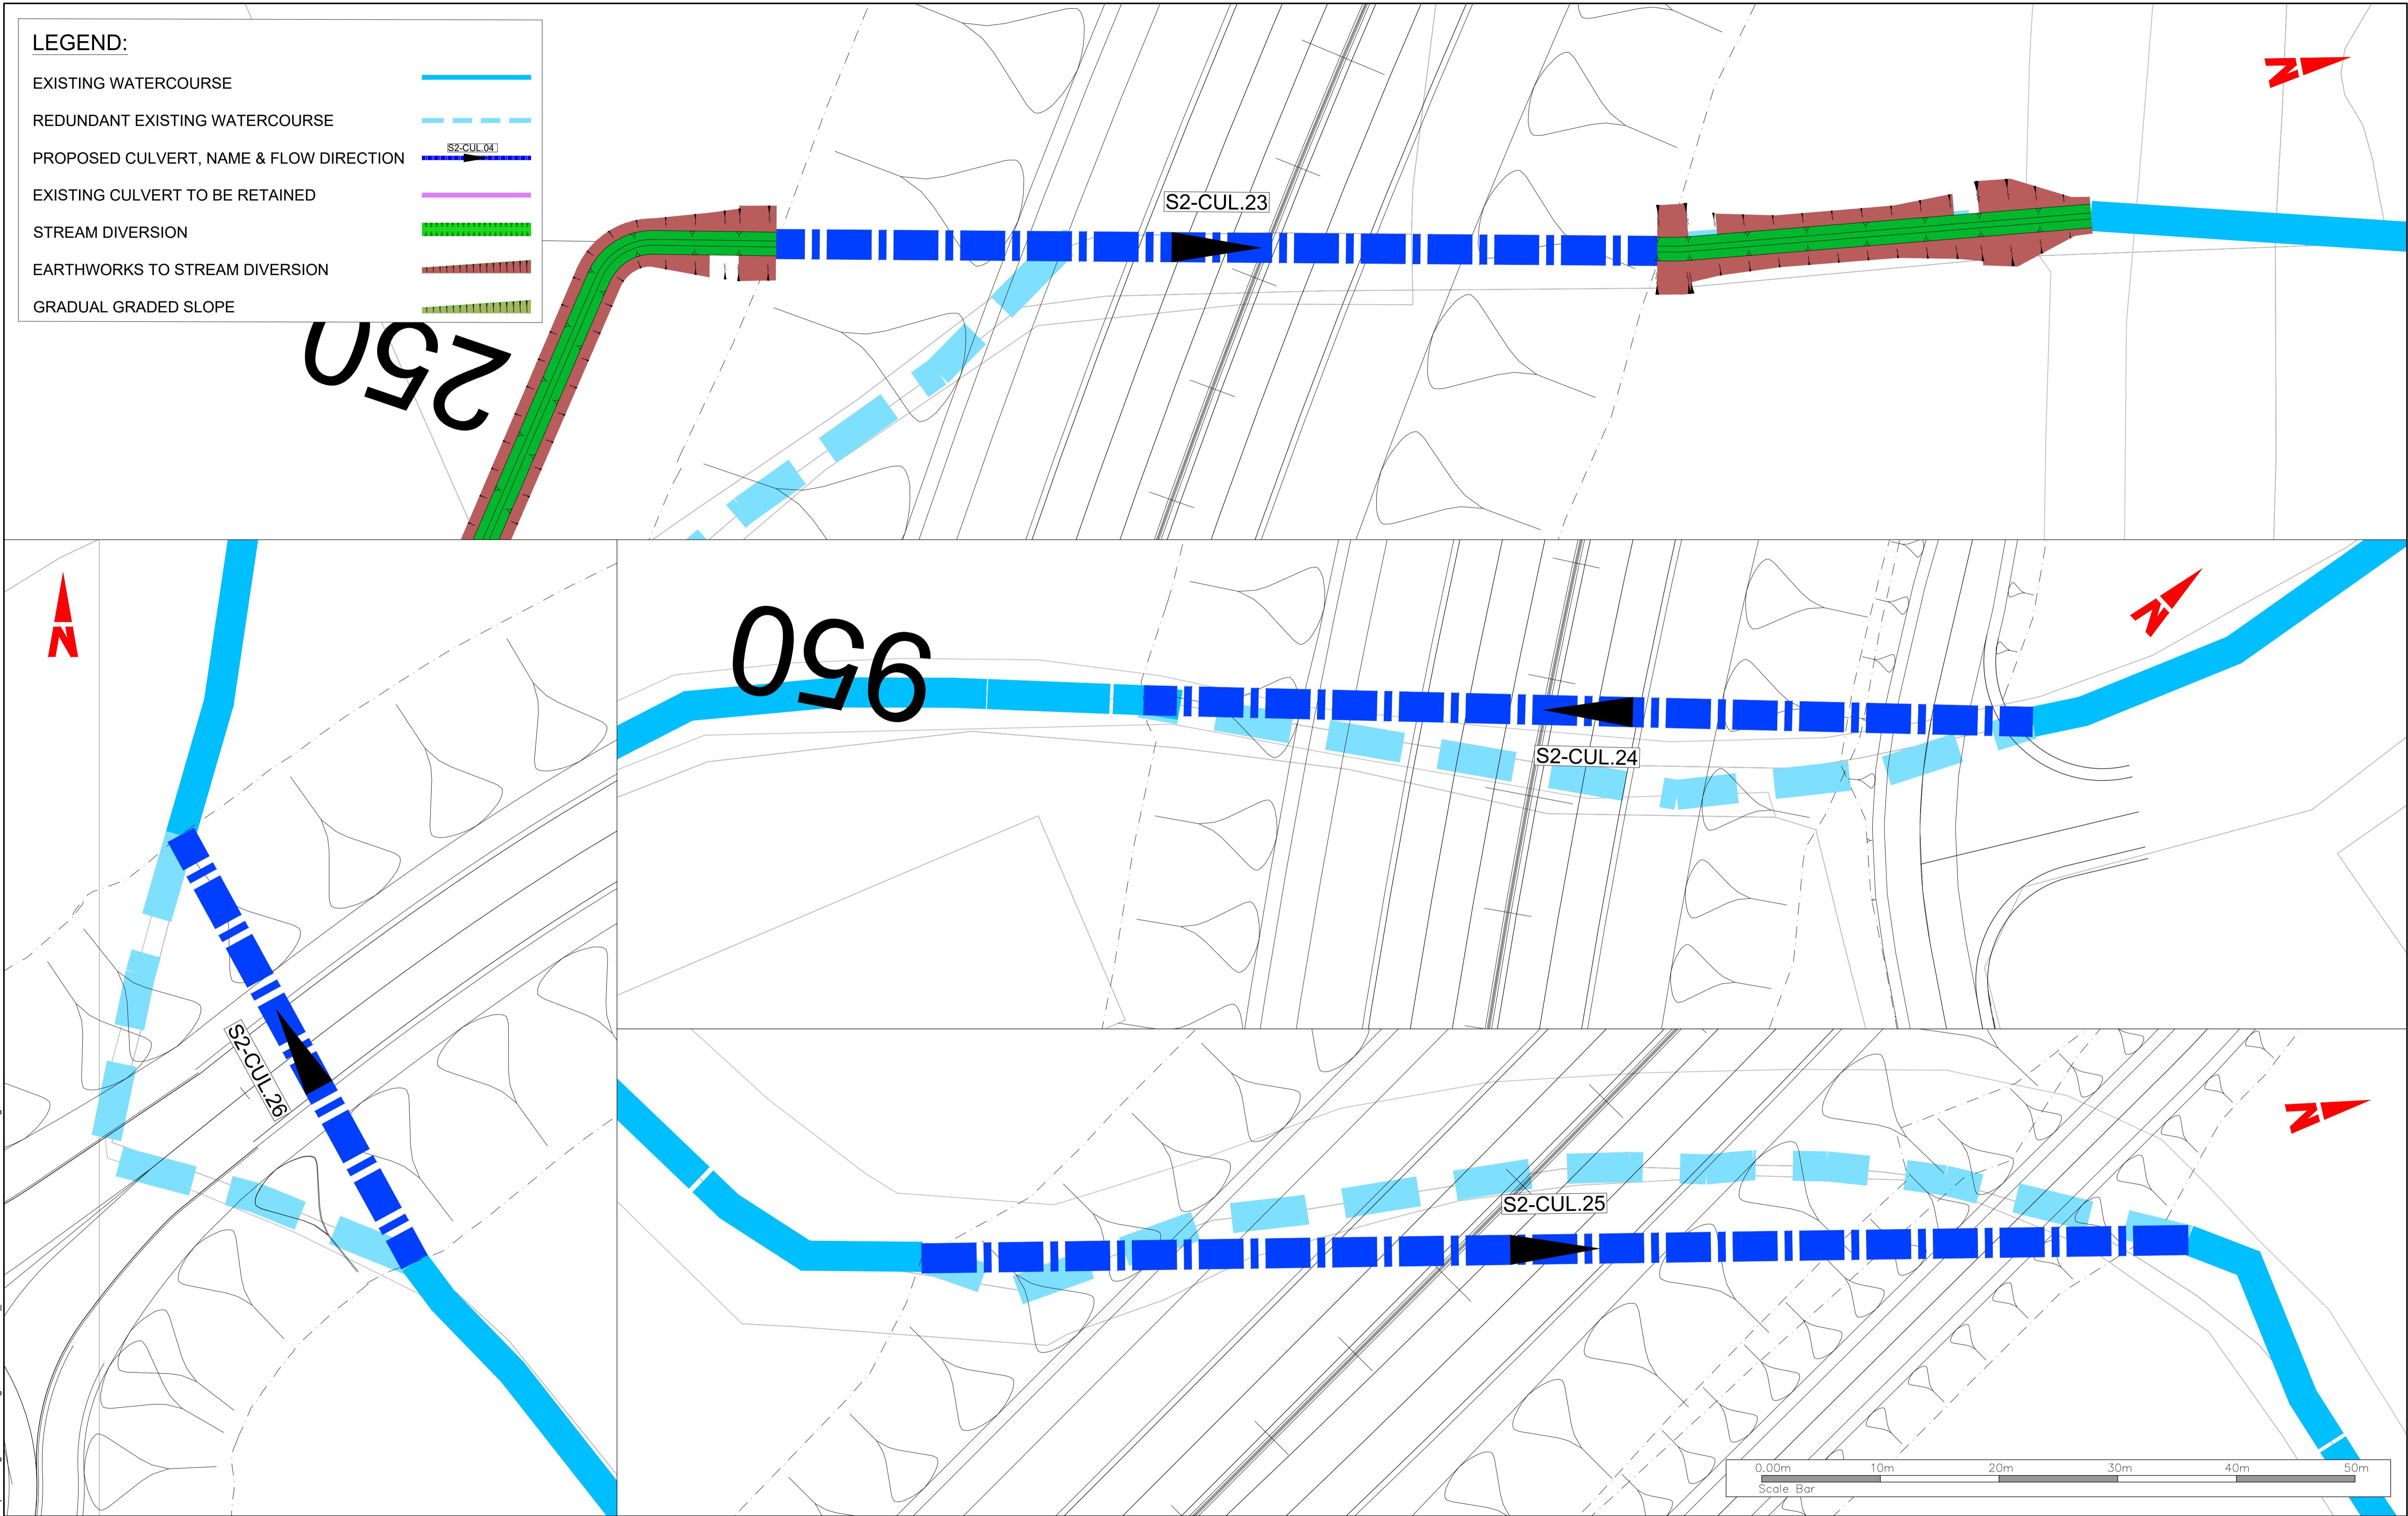 LEGEND:
EXISTING WATERCOURSE
REDUNDANT EXISTING WATERCOURSE
PROPOSED CULVERT, NAME & FLOW DIRECTION
S2-CUL.04
EXISTING CULVERT TO BE RETAINED
STREAM DIVERSION
EARTHWORKS TO STREAM DIVERSION
GRADUAL GRADED SLOPE
250
S2-CUL.23
N
N
950
N
S2-CUL.24
S2-CUL.26
N
S2-CUL.25
0.00m 10m 20m 30m 40m 50m
Scale Bar